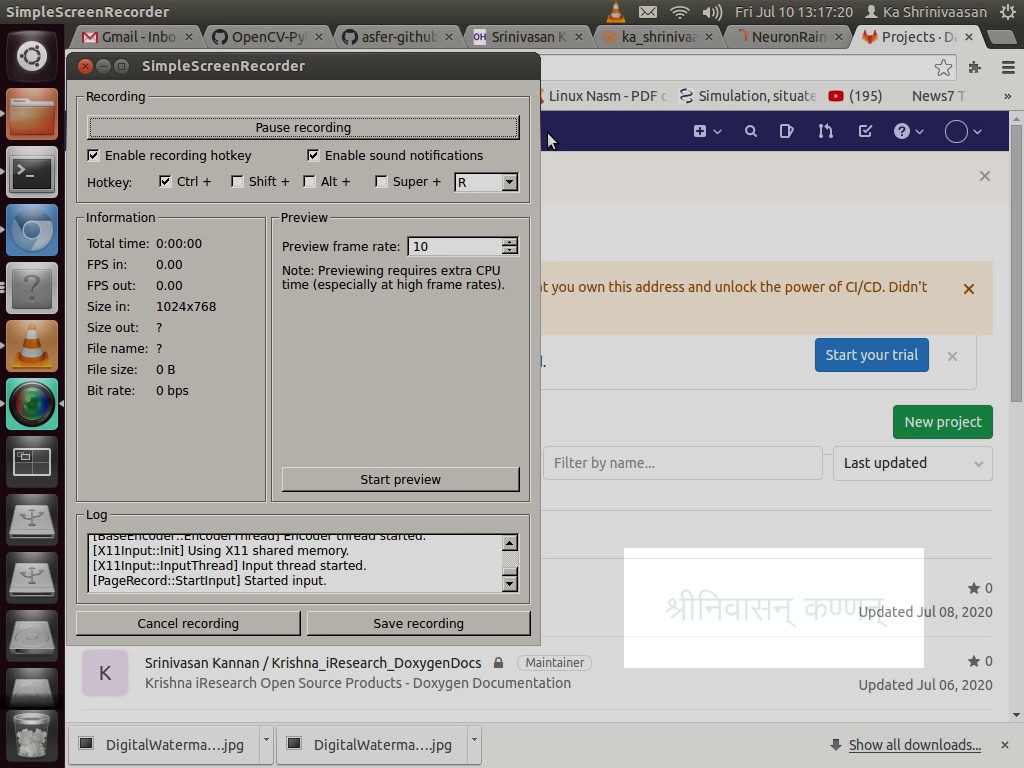 SimpleScreenRecorder
Fri Jul 10 13:17:20
Ka Shrinivaasan
Gmail - Inbo
OpenCV-Py
asfer-github
Srinivasan K
ka_shrinivaa
NeuronRain
Projects · Da
SimpleScreenRecorder
Linux Nasm - PDF
Simulation, situate
(195)
News7 T
»
Recording
Pause recording
Enable recording hotkey
Enable sound notifications
Hotkey:
Ctrl +
Shift +
Alt +
Super +
R
Information
Total time: 0:00:00
FPS in: 0.00
FPS out: 0.00
Size in: 1024x768
Size out: ?
File name: ?
File size: 0 B
Bit rate: 0 bps
Preview
Preview frame rate: 10
Note: Previewing requires extra CPU
time (especially at high frame rates).
Start preview
t you own this address and unlock the power of CI/CD. Didn't
Start your trial
New project
Filter by name...
Last updated
Log
[BaseEncoder::EncoderThread] Encoder thread started.
[X11Input::Init] Using X11 shared memory.
[X11Input::InputThread] Input thread started.
[PageRecord::StartInput] Started input.
Cancel recording
Save recording
0
श्रीनिवासन् कण्णन्
Updated Jul 08, 2020
K
Srinivasan Kannan / Krishna_iResearch_DoxygenDocs
Maintainer
0
Krishna iResearch Open Source Products - Doxygen Documentation
Updated Jul 06, 2020
DigitalWaterma....jpg
DigitalWaterma....jpg
Show all downloads...